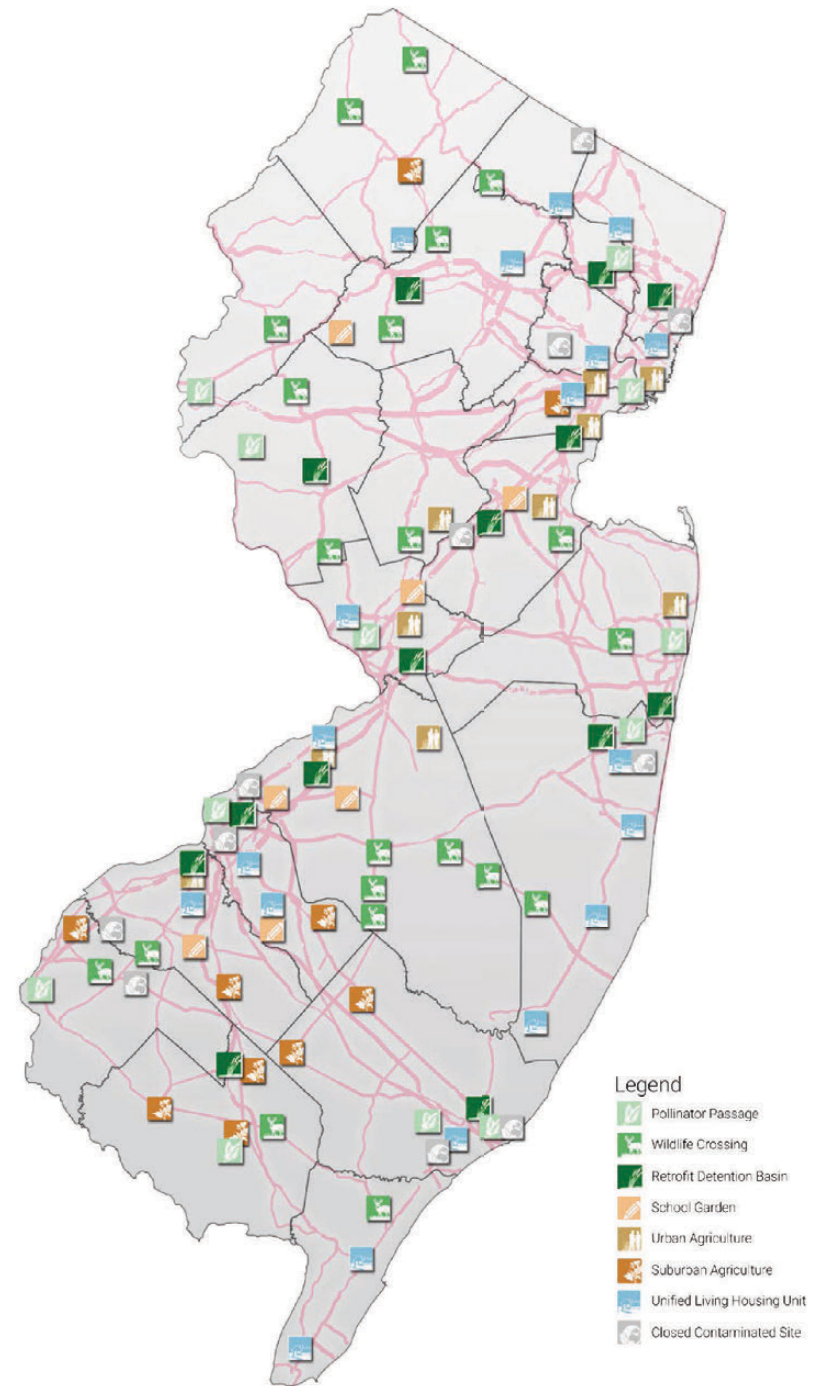 Legend
Pollinator Passage
Wildlife Crossing
Retrofit Detention Basin
School Garden
Urban Agriculture
Suburban Agriculture
Unified Living Housing Unit
Closed Contaminated Site